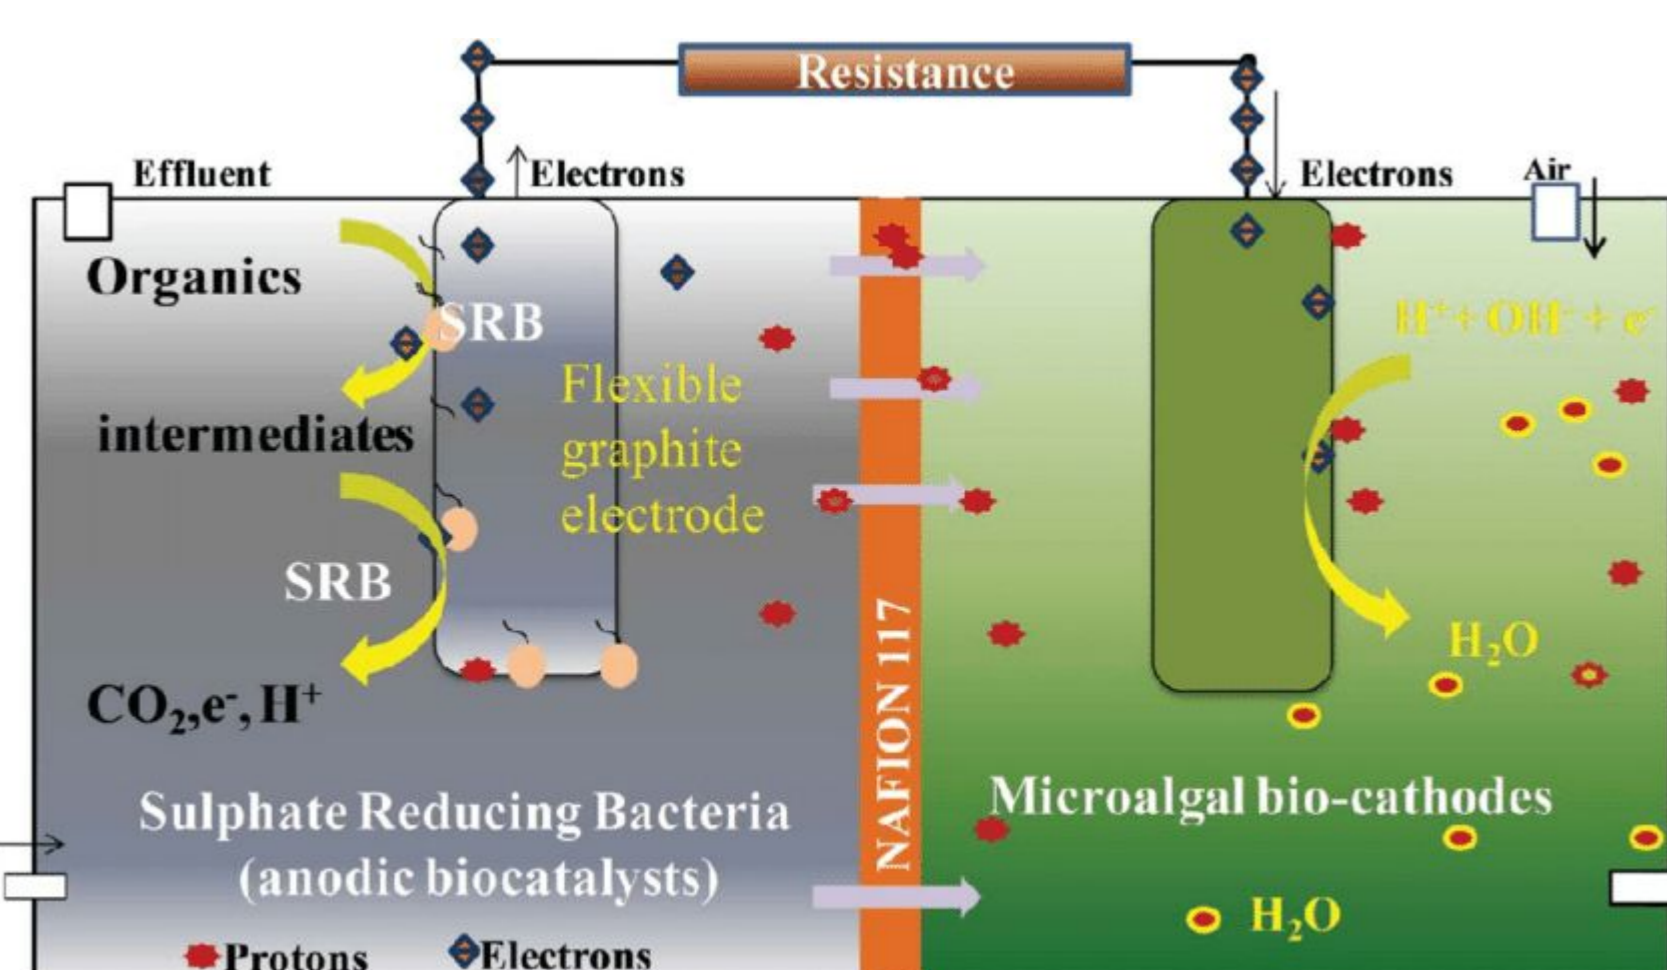 Resistance
Effluent
Electrons
Electrons
Air
Organics
SRB
H⁺+ OH⁻ + e⁻
Flexible
graphite
electrode
intermediates
SRB
H₂O
CO₂,e⁻, H⁺
NAFION 117
Sulphate Reducing Bacteria
(anodic biocatalysts)
Microalgal bio-cathodes
H₂O
Protons
Electrons